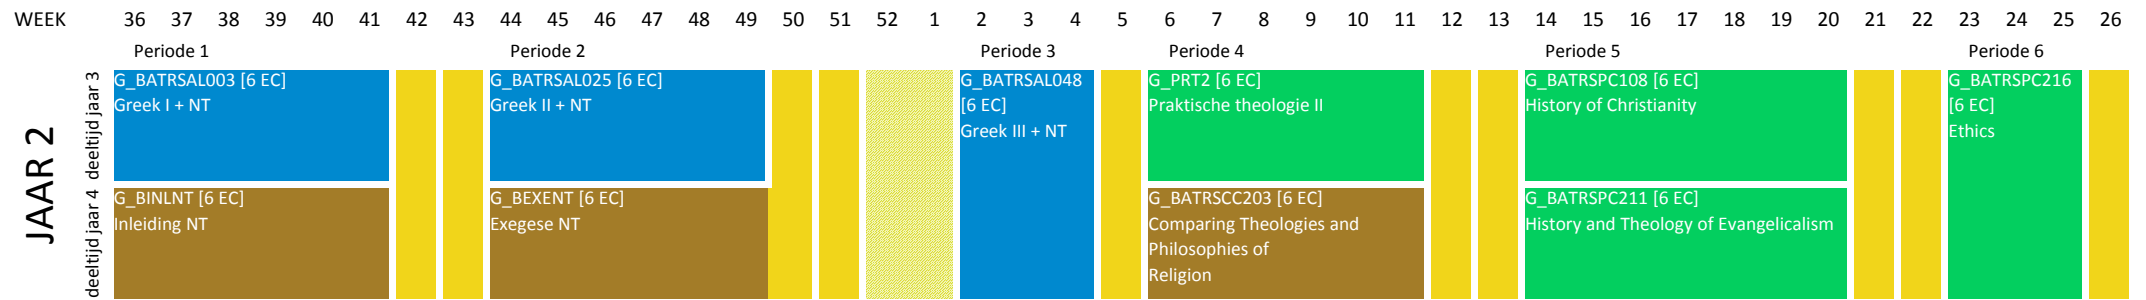 WEEK 36 37 38 39 40 41 42 43 44 45 46 47 48 49 50 51 52 1 2 3 4 5 6 7 8 9 10 11 12 13 14 15 16 17 18 19 20 21 22 23 24 25 26
Periode 1 Periode 2 Periode 3 Periode 4 Periode 5 Periode 6
JAAR 2
deeltijd jaar 3
G_BATRSAL003 [6 EC]
Greek I + NT
G_BATRSAL025 [6 EC]
Greek II + NT
G_BATRSAL048
[6 EC]
Greek III + NT
G_PRT2 [6 EC]
Praktische theologie II
G_BATRSPC108 [6 EC]
History of Christianity
G_BATRSPC216
[6 EC]
Ethics
deeltijd jaar 4
G_BINLNT [6 EC]
Inleiding NT
G_BEXENT [6 EC]
Exegese NT
G_BATRSCC203 [6 EC]
Comparing Theologies and
Philosophies of
Religion
G_BATRSPC211 [6 EC]
History and Theology of Evangelicalism